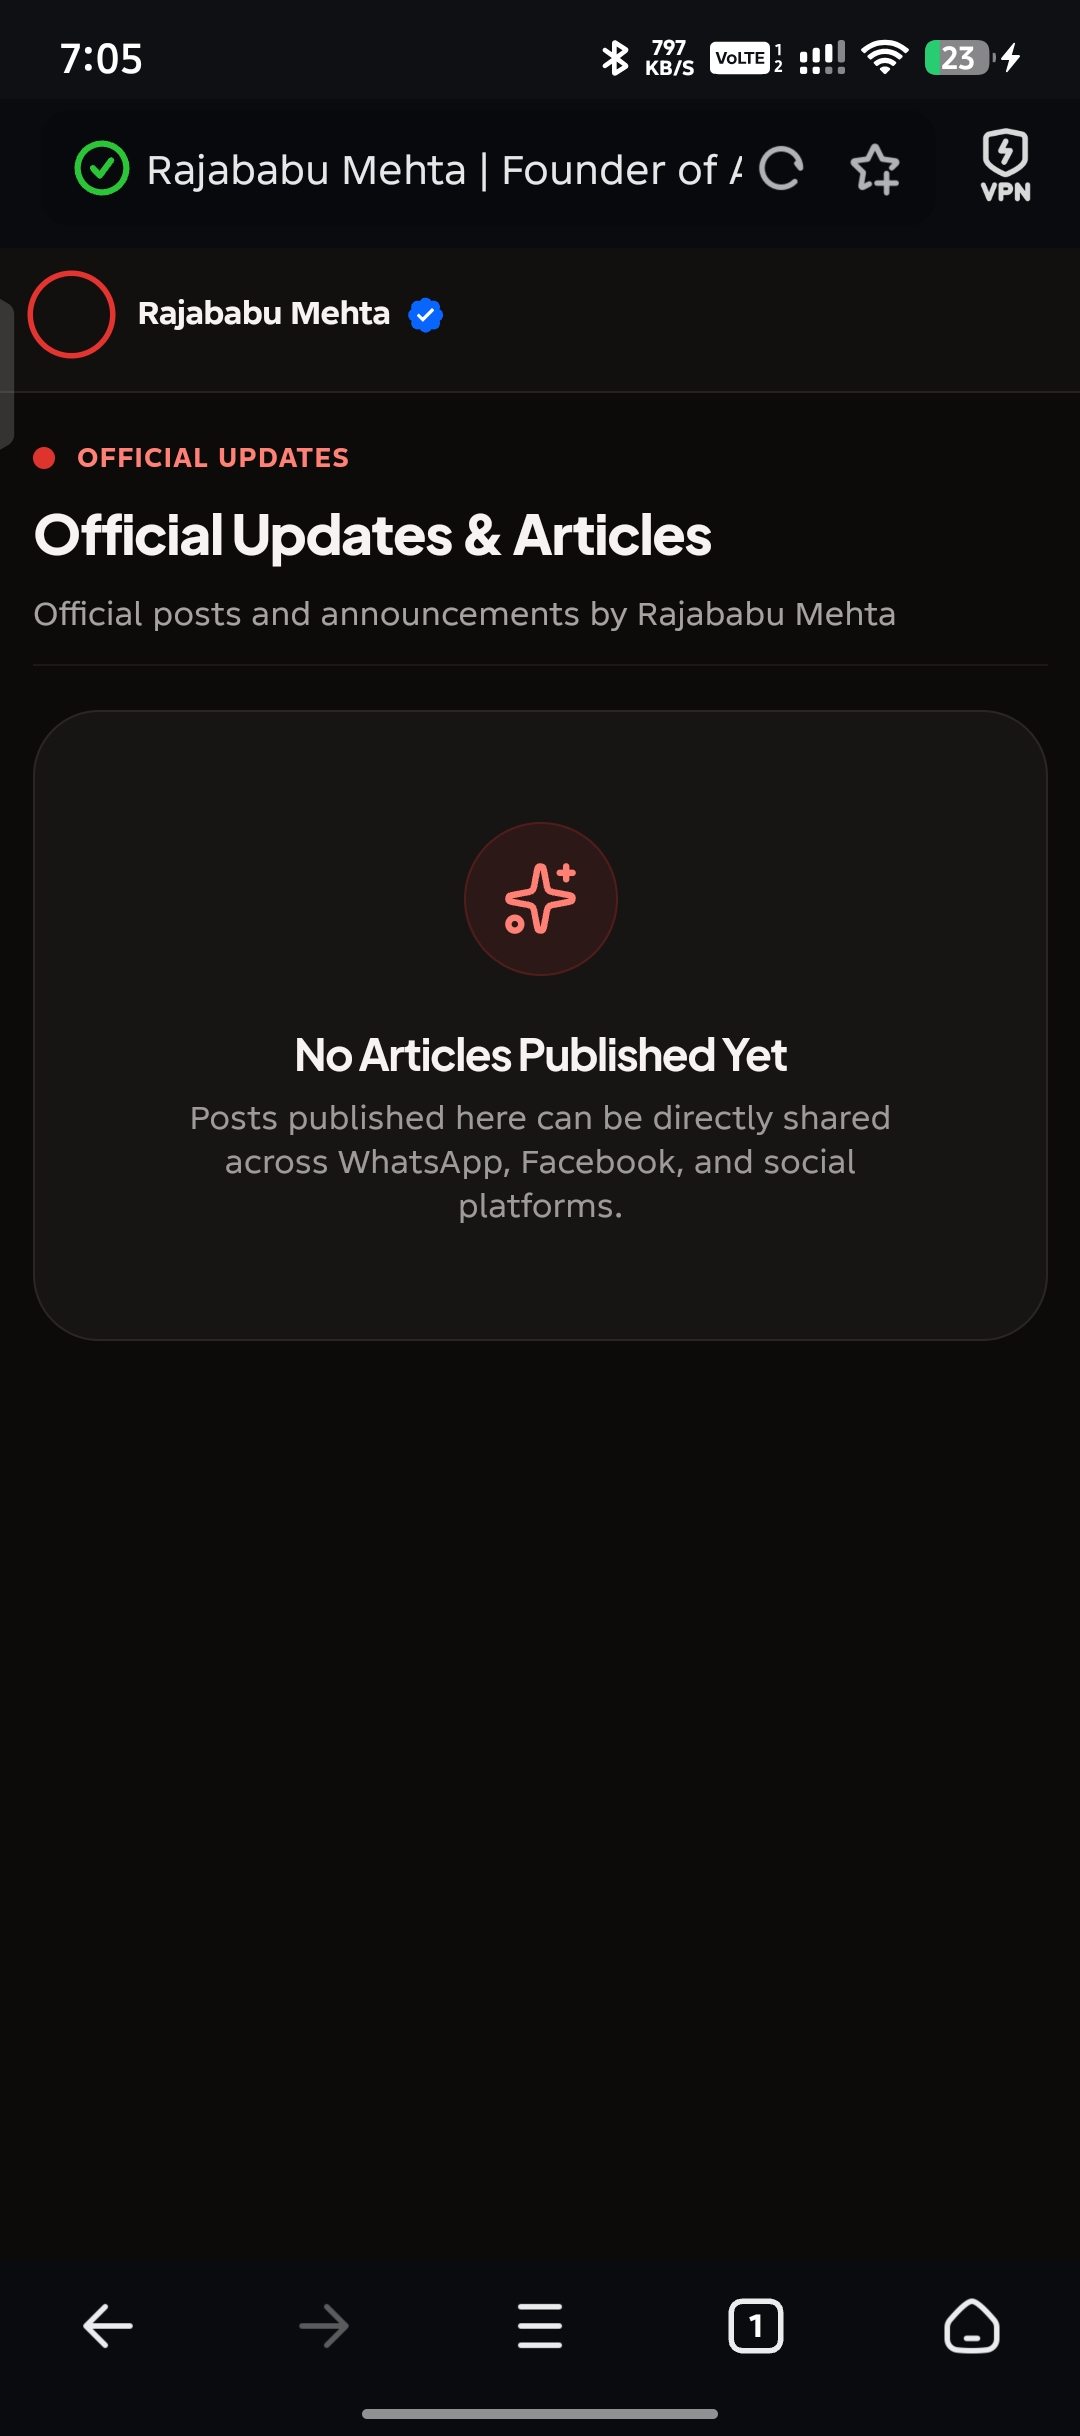 7:05
797
KB/S
VoLTE
1
2
23
Rajababu Mehta | Founder of
VPN
Rajababu Mehta
OFFICIAL UPDATES
Official Updates & Articles
Official posts and announcements by Rajababu Mehta
No Articles Published Yet
Posts published here can be directly shared
across WhatsApp, Facebook, and social
platforms.
1